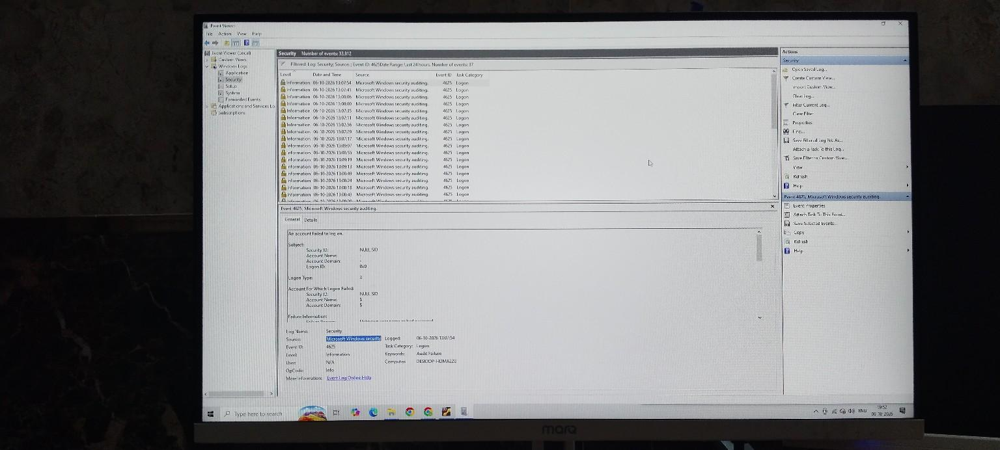 Event Viewer
File Action View Help
Event Viewer (Local)
Custom Views
Windows Logs
Application
Security
Setup
System
Forwarded Events
Applications and Services Lo
Subscriptions
Security Number of events: 33,812
Filtered: Log: Security; Source: ; Event ID: 4625Date Range: Last 24 hours. Number of events: 37
Level Date and Time Source Event ID Task Category
Information 06-10-2026 13:07:54 Microsoft Windows security auditing. 4625 Logon
Information 06-10-2026 13:07:41 Microsoft Windows security auditing. 4625 Logon
Information 06-10-2026 13:08:06 Microsoft Windows security auditing. 4625 Logon
Information 06-10-2026 13:08:00 Microsoft Windows security auditing. 4625 Logon
Information 06-10-2026 13:07:35 Microsoft Windows security auditing. 4625 Logon
Information 06-10-2026 13:07:11 Microsoft Windows security auditing. 4625 Logon
Information 06-10-2026 13:02:56 Microsoft Windows security auditing. 4625 Logon
Information 06-10-2026 13:07:29 Microsoft Windows security auditing. 4625 Logon
Information 06-10-2026 13:07:17 Microsoft Windows security auditing. 4625 Logon
Information 06-10-2026 13:09:07 Microsoft Windows security auditing. 4625 Logon
Information 06-10-2026 13:08:55 Microsoft Windows security auditing. 4625 Logon
Information 06-10-2026 13:09:19 Microsoft Windows security auditing. 4625 Logon
Information 06-10-2026 13:09:13 Microsoft Windows security auditing. 4625 Logon
Information 06-10-2026 13:08:49 Microsoft Windows security auditing. 4625 Logon
Information 06-10-2026 13:08:24 Microsoft Windows security auditing. 4625 Logon
Information 06-10-2026 13:08:18 Microsoft Windows security auditing. 4625 Logon
Information 06-10-2026 13:08:43 Microsoft Windows security auditing. 4625 Logon
Event 4625, Microsoft Windows security auditing.
General Details
An account failed to log on.
Subject:
Security ID: NULL SID
Account Name: -
Account Domain: -
Logon ID: 0x0
Logon Type: 3
Account For Which Logon Failed:
Security ID: NULL SID
Account Name: $
Account Domain: $
Failure Information:
Log Name: Security
Source: Microsoft Windows security Logged: 06-10-2026 13:07:54
Event ID: 4625 Task Category: Logon
Level: Information Keywords: Audit Failure
User: N/A Computer:
OpCode: Info
More Information: Event Log Online Help
Actions
Security
Open Saved Log...
Create Custom View...
Import Custom View...
Clear Log...
Filter Current Log...
Clear Filter
Properties
Find...
Save Filtered Log File As...
Attach a Task To this Log...
Save Filter to Custom View...
View
Refresh
Help
Event 4625, Microsoft Windows security auditing.
Event Properties
Attach Task To This Event...
Save Selected Events...
Copy
Refresh
Help
Type here to search
ENG
19:52
06-10-2026
marq